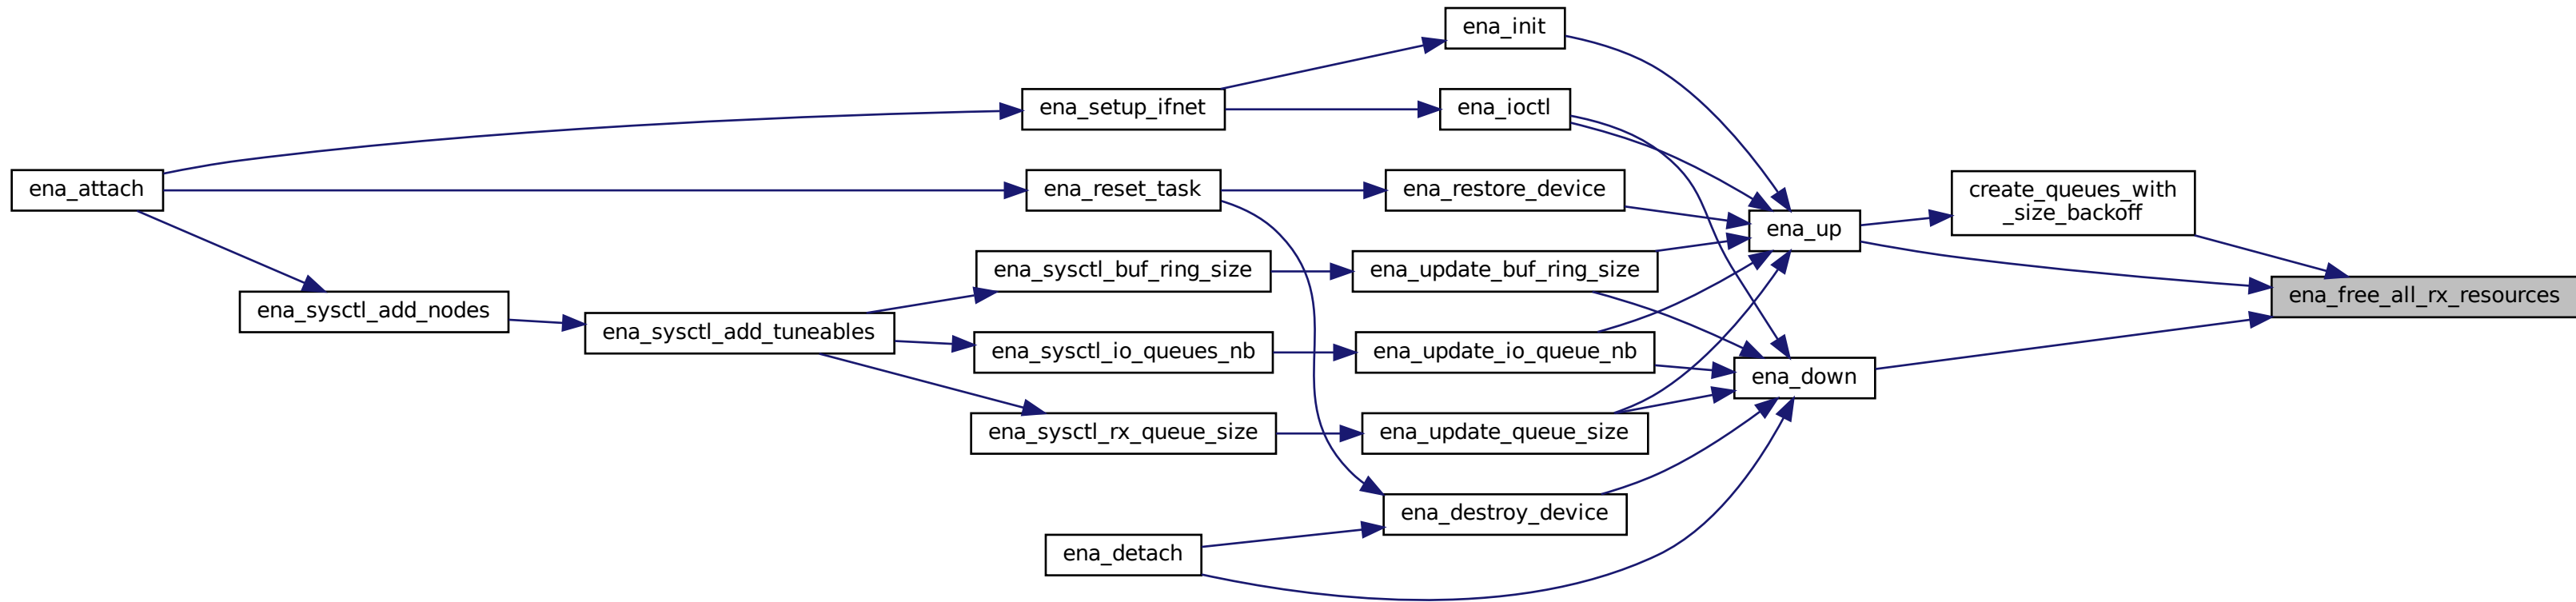 ena_init
ena_setup_ifnet
ena_ioctl
ena_attach
ena_reset_task
ena_restore_device
create_queues_with
_size_backoff
ena_up
ena_sysctl_buf_ring_size
ena_update_buf_ring_size
ena_free_all_rx_resources
ena_sysctl_add_nodes
ena_sysctl_add_tuneables
ena_sysctl_io_queues_nb
ena_update_io_queue_nb
ena_down
ena_sysctl_rx_queue_size
ena_update_queue_size
ena_destroy_device
ena_detach